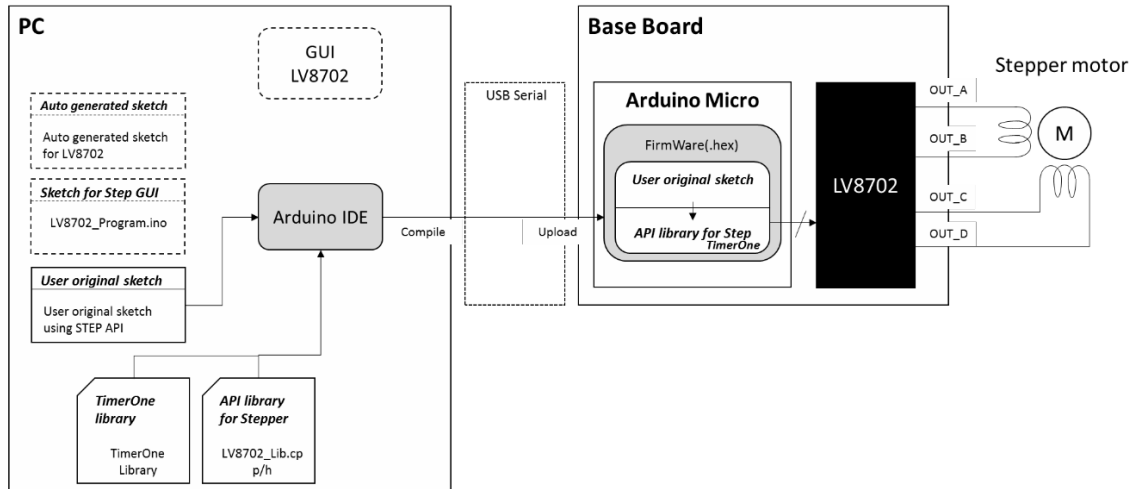 PC
GUI
LV8702
Auto generated sketch
Auto generated sketch
for LV8702
Sketch for Step GUI
LV8702_Program.ino
User original sketch
User original sketch
using STEP API
TimerOne
library
TimerOne
Library
API library
for Stepper
LV8702_Lib.cp
p/h
Arduino IDE
Compile
USB Serial
Upload
Base Board
Arduino Micro
FirmWare(.hex)
User original sketch
API library for Step
TimerOne
LV8702
OUT_A
OUT_B
OUT_C
OUT_D
Stepper motor
M